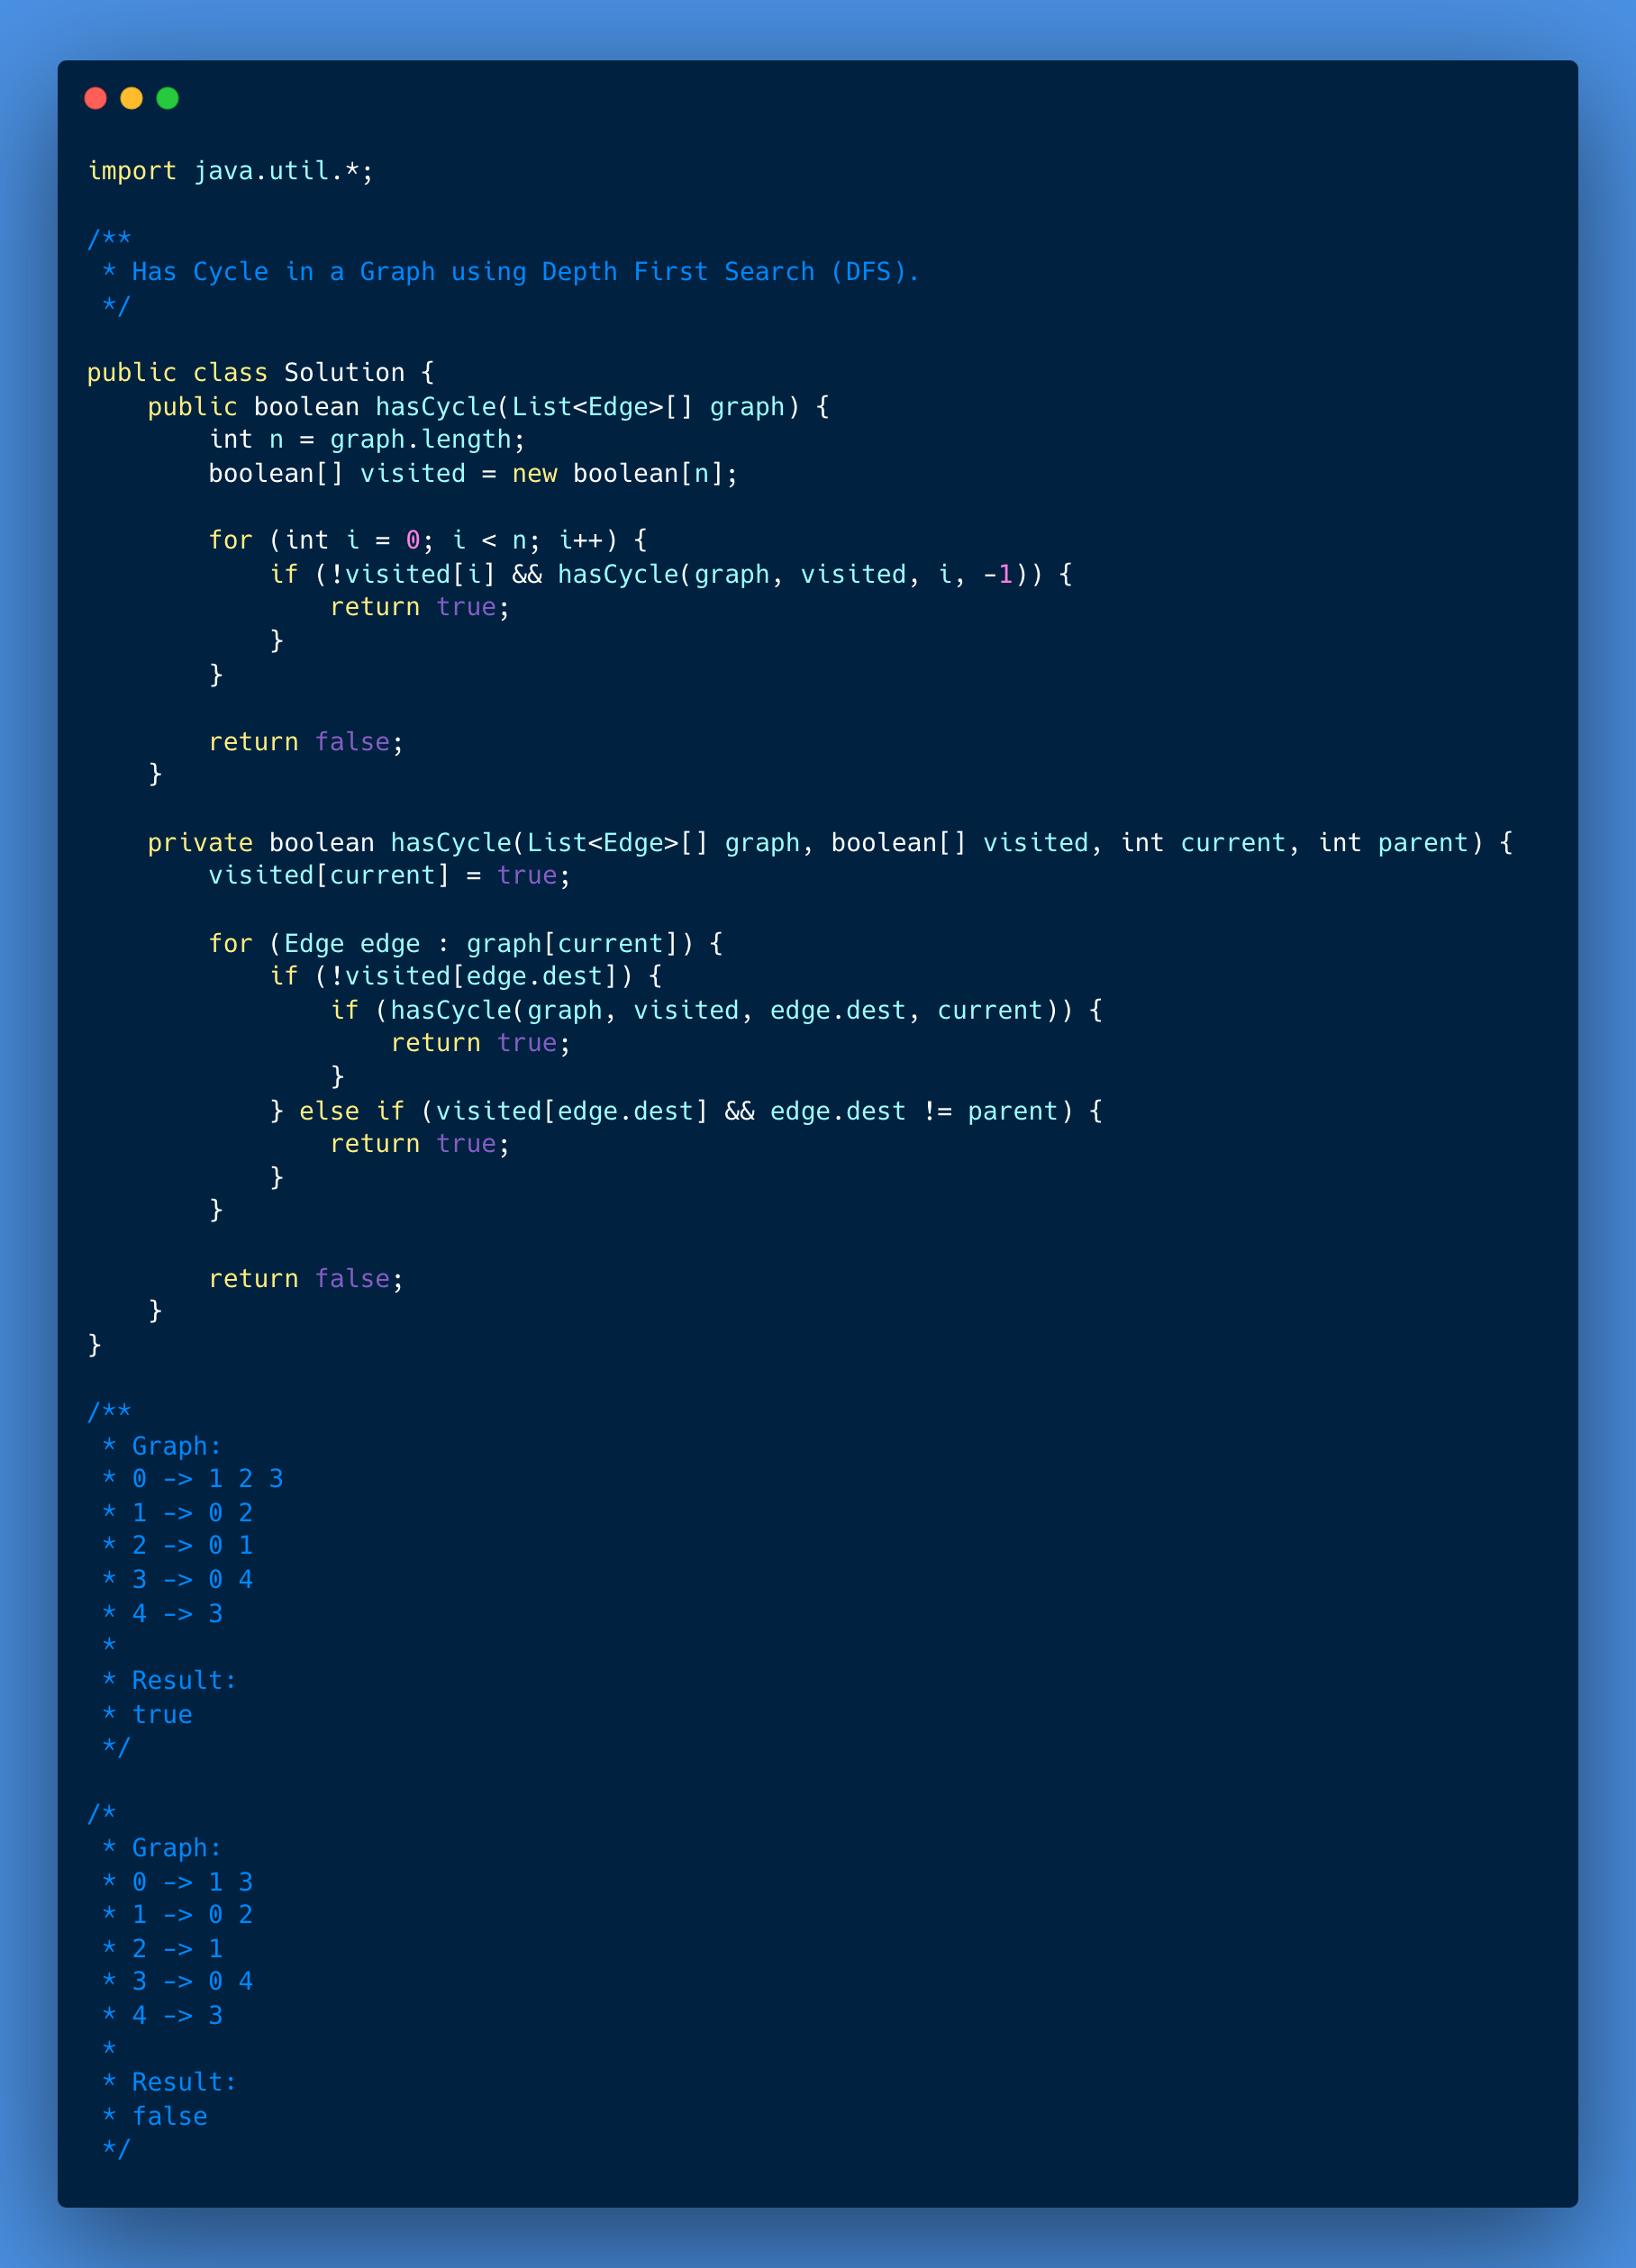 import java.util.*;

/**
 * Has Cycle in a Graph using Depth First Search (DFS).
 */

public class Solution {
    public boolean hasCycle(List<Edge>[] graph) {
        int n = graph.length;
        boolean[] visited = new boolean[n];

        for (int i = 0; i < n; i++) {
            if (!visited[i] && hasCycle(graph, visited, i, -1)) {
                return true;
            }
        }

        return false;
    }

    private boolean hasCycle(List<Edge>[] graph, boolean[] visited, int current, int parent) {
        visited[current] = true;

        for (Edge edge : graph[current]) {
            if (!visited[edge.dest]) {
                if (hasCycle(graph, visited, edge.dest, current)) {
                    return true;
                }
            } else if (visited[edge.dest] && edge.dest != parent) {
                return true;
            }
        }

        return false;
    }
}

/**
 * Graph:
 * 0 -> 1 2 3
 * 1 -> 0 2
 * 2 -> 0 1
 * 3 -> 0 4
 * 4 -> 3
 *
 * Result:
 * true
 */

/*
 * Graph:
 * 0 -> 1 3
 * 1 -> 0 2
 * 2 -> 1
 * 3 -> 0 4
 * 4 -> 3
 *
 * Result:
 * false
 */